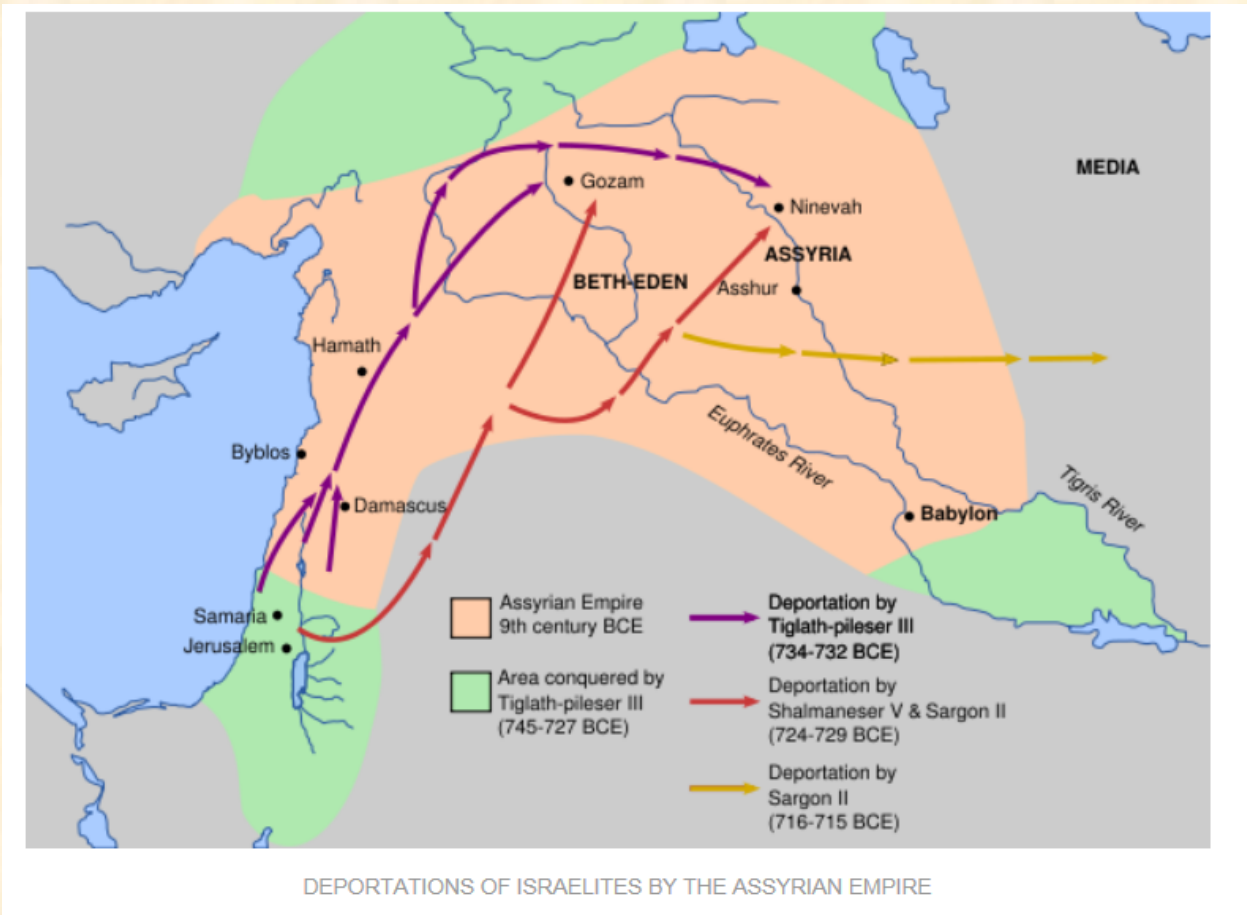 MEDIA
Gozam
Ninevah
ASSYRIA
BETH-EDEN
Asshur
Hamath
Byblos
Euphrates River
Tigris River
Damascus
Babylon
Samaria
Jerusalem
Assyrian Empire
9th century BCE
Area conquered by
Tiglath-pileser III
(745-727 BCE)
Deportation by
Tiglath-pileser III
(734-732 BCE)
Deportation by
Shalmaneser V & Sargon II
(724-729 BCE)
Deportation by
Sargon II
(716-715 BCE)
DEPORTATIONS OF ISRAELITES BY THE ASSYRIAN EMPIRE